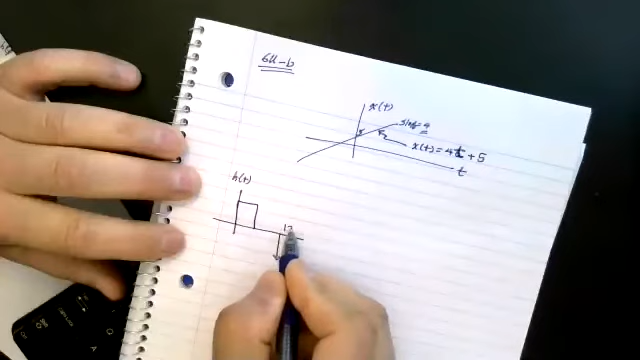 6U-b
x(t)
slope=4
5
x(t) = 4t + 5
t
h(t)